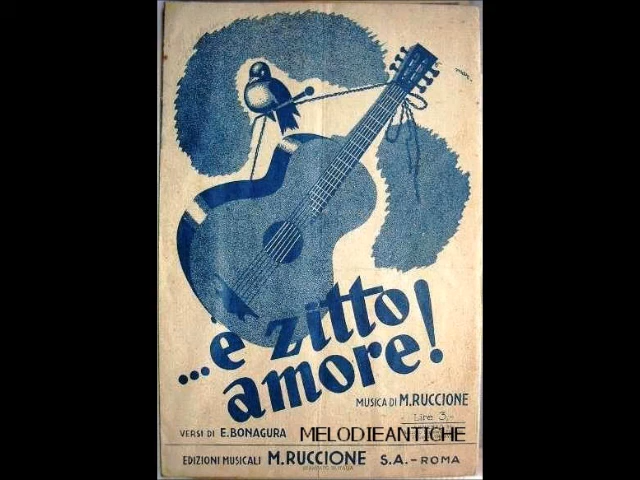 ...e zitto
amore!
MUSICA DI M. RUCCIONE
Lire 3,-
VERSI DI E. BONAGURA
MELODIEANTICHE
EDIZIONI MUSICALI M. RUCCIONE S.A. - ROMA